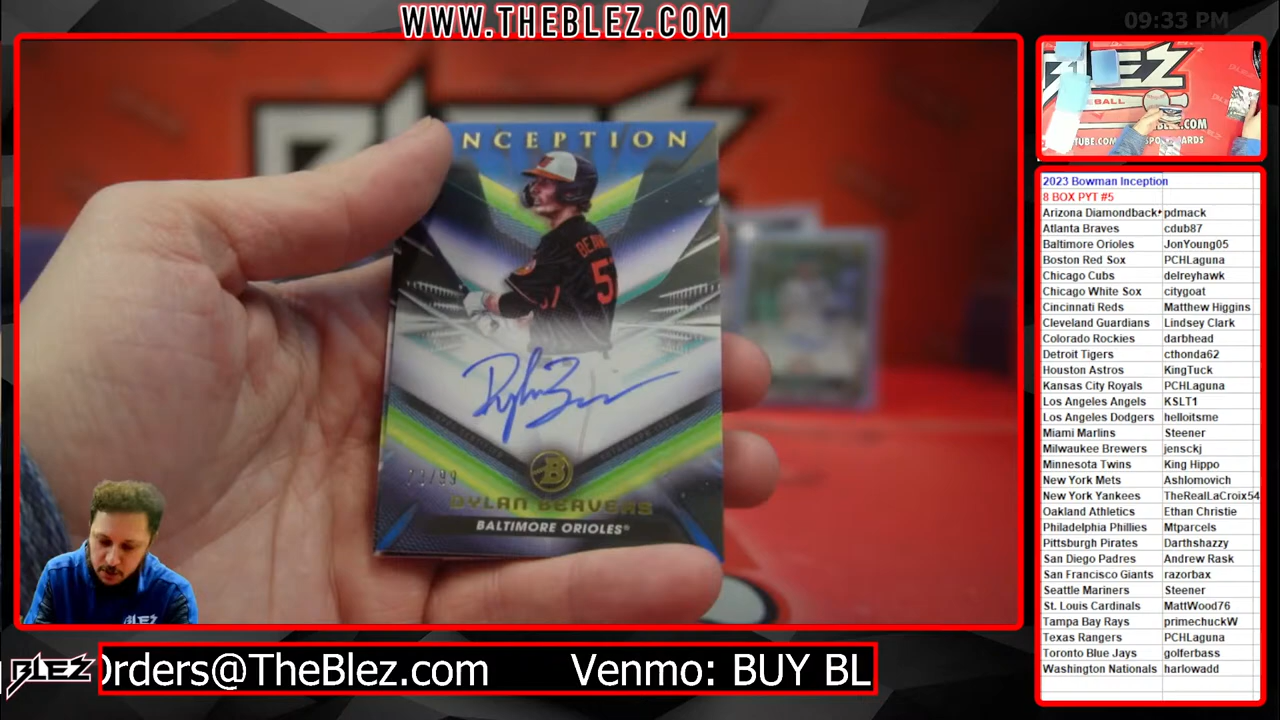 WWW.THEBLEZ.COM
09:33 PM
NCEPTION
57
DYLAN BEAVERS
BALTIMORE ORIOLES®
BLEZ
2023 Bowman Inception
8 BOX PYT #5
Arizona Diamondback pdmack
Atlanta Braves cdub87
Baltimore Orioles JonYoung05
Boston Red Sox PCHLaguna
Chicago Cubs delreyhawk
Chicago White Sox citygoat
Cincinnati Reds Matthew Higgins
Cleveland Guardians Lindsey Clark
Colorado Rockies darbhead
Detroit Tigers cthonda62
Houston Astros KingTuck
Kansas City Royals PCHLaguna
Los Angeles Angels KSLT1
Los Angeles Dodgers helloitsme
Miami Marlins Steener
Milwaukee Brewers jensckj
Minnesota Twins King Hippo
New York Mets Ashlomovich
New York Yankees TheRealLaCroix54
Oakland Athletics Ethan Christie
Philadelphia Phillies Mtparcels
Pittsburgh Pirates Darthshazzy
San Diego Padres Andrew Rask
San Francisco Giants razorbax
Seattle Mariners Steener
St. Louis Cardinals MattWood76
Tampa Bay Rays primechuckW
Texas Rangers PCHLaguna
Toronto Blue Jays golferbass
Washington Nationals harlowadd
BLEZ
Orders@TheBlez.com Venmo: BUY BL